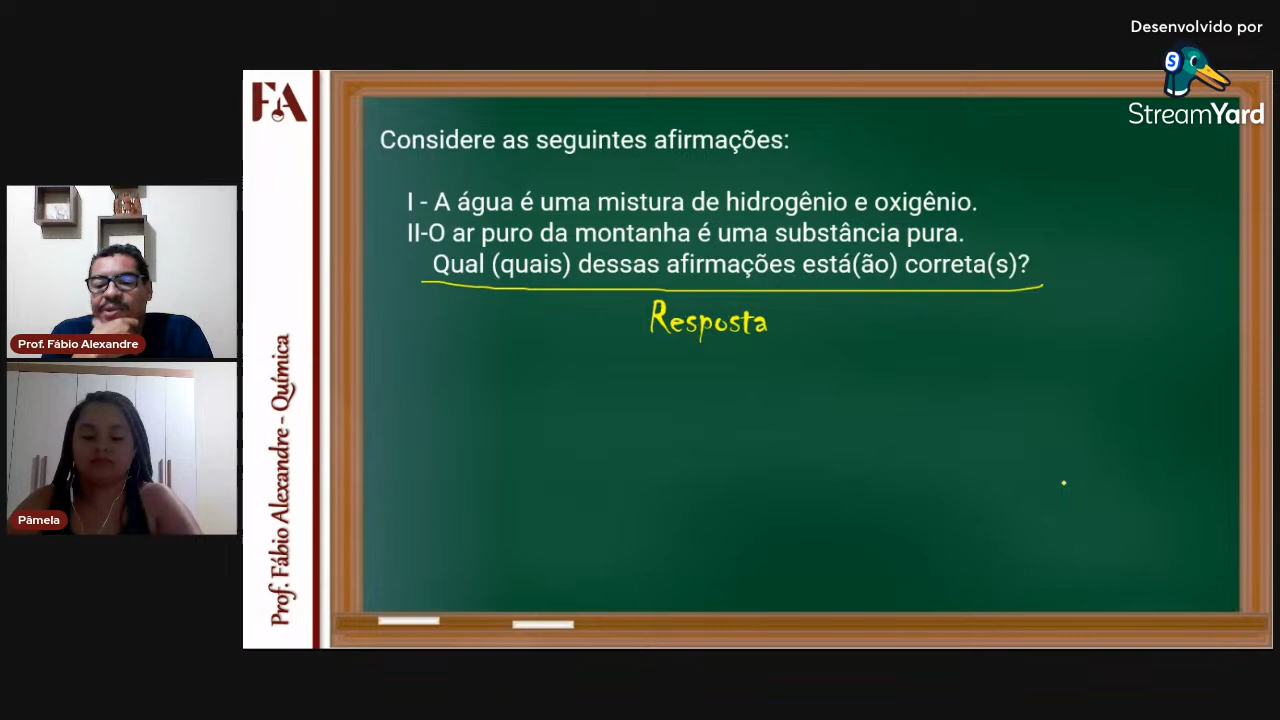 Desenvolvido por
StreamYard
FA
Considere as seguintes afirmações:
I - A água é uma mistura de hidrogênio e oxigênio.
II-O ar puro da montanha é uma substância pura.
Qual (quais) dessas afirmações está(ão) correta(s)?
Resposta
Prof. Fábio Alexandre
Pâmela
Prof. Fábio Alexandre - Química